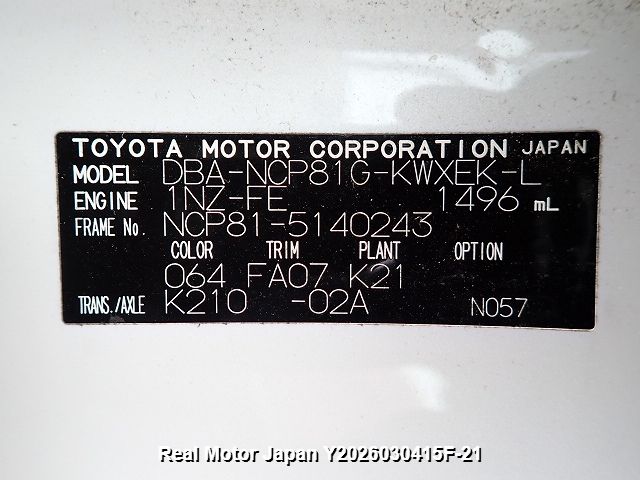 TOYOTA MOTOR CORPORATION JAPAN
MODEL DBA-NCP81G-KWXEK-L
ENGINE 1NZ-FE 1496 mL
FRAME No. NCP81-5140243
COLOR TRIM PLANT OPTION
064 FA07 K21
TRANS./AXLE K210 -02A N057
Real Motor Japan Y2026030415F-21